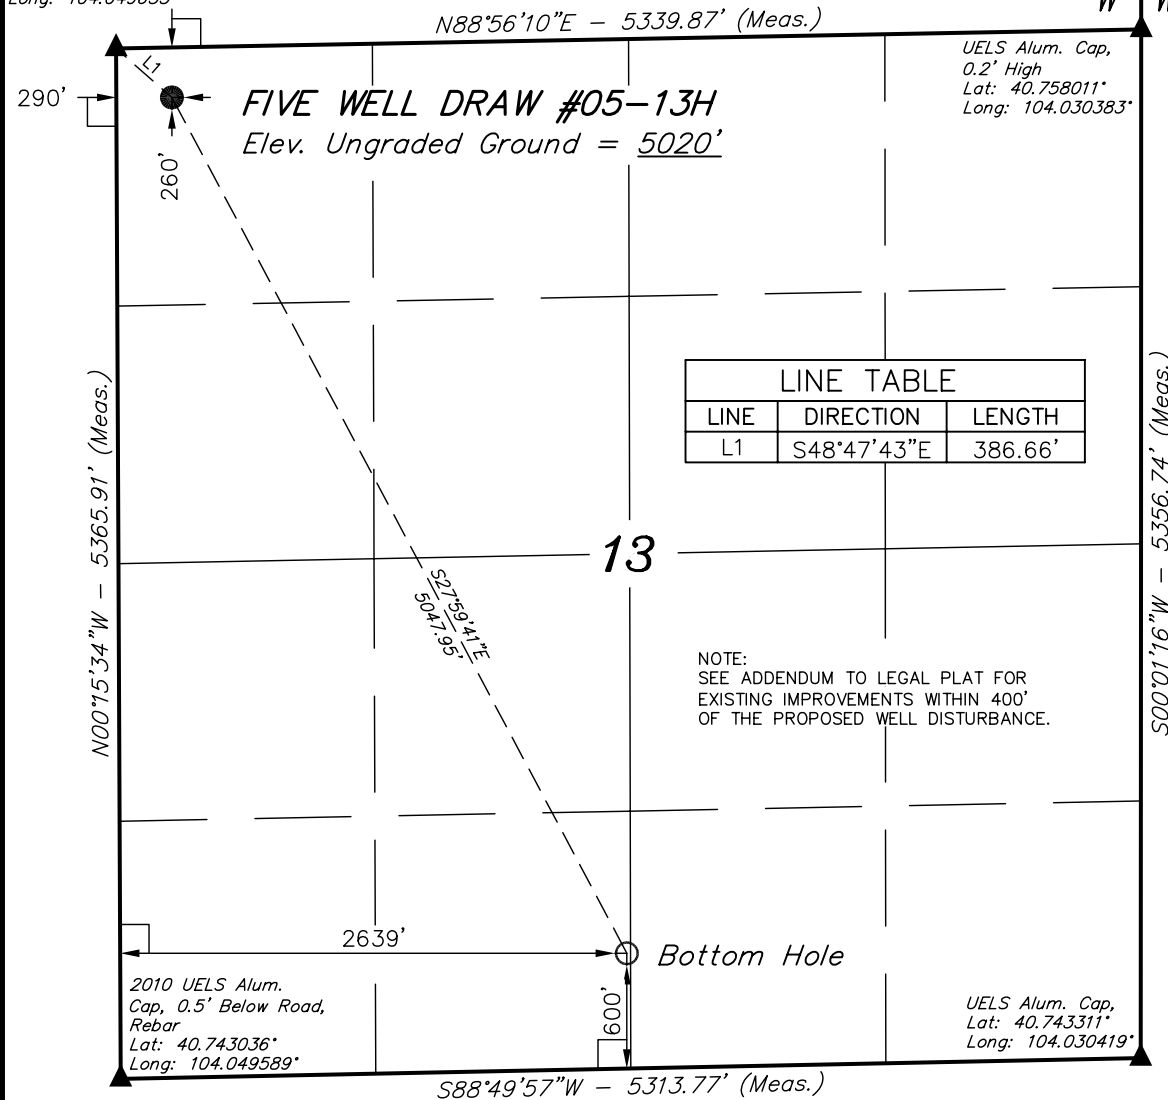 N88°56'10"E - 5339.87' (Meas.)
UELS Alum. Cap,
0.2' High
Lat: 40.758011°
Long: 104.030383°
L1
290'
FIVE WELL DRAW #05-13H
Elev. Ungraded Ground = 5020'
260'
LINE TABLE
LINE DIRECTION LENGTH
L1 S48°47'43"E 386.66'
N00°15'34"W - 5365.91' (Meas.)
S00°01'16"W - 5356.74' (Meas.)
13
S27°59'41"E
5047.95'
NOTE:
SEE ADDENDUM TO LEGAL PLAT FOR
EXISTING IMPROVEMENTS WITHIN 400'
OF THE PROPOSED WELL DISTURBANCE.
2639'
Bottom Hole
600'
2010 UELS Alum.
Cap, 0.5' Below Road,
Rebar
Lat: 40.743036°
Long: 104.049589°
UELS Alum. Cap,
Lat: 40.743311°
Long: 104.030419°
S88°49'57"W - 5313.77' (Meas.)